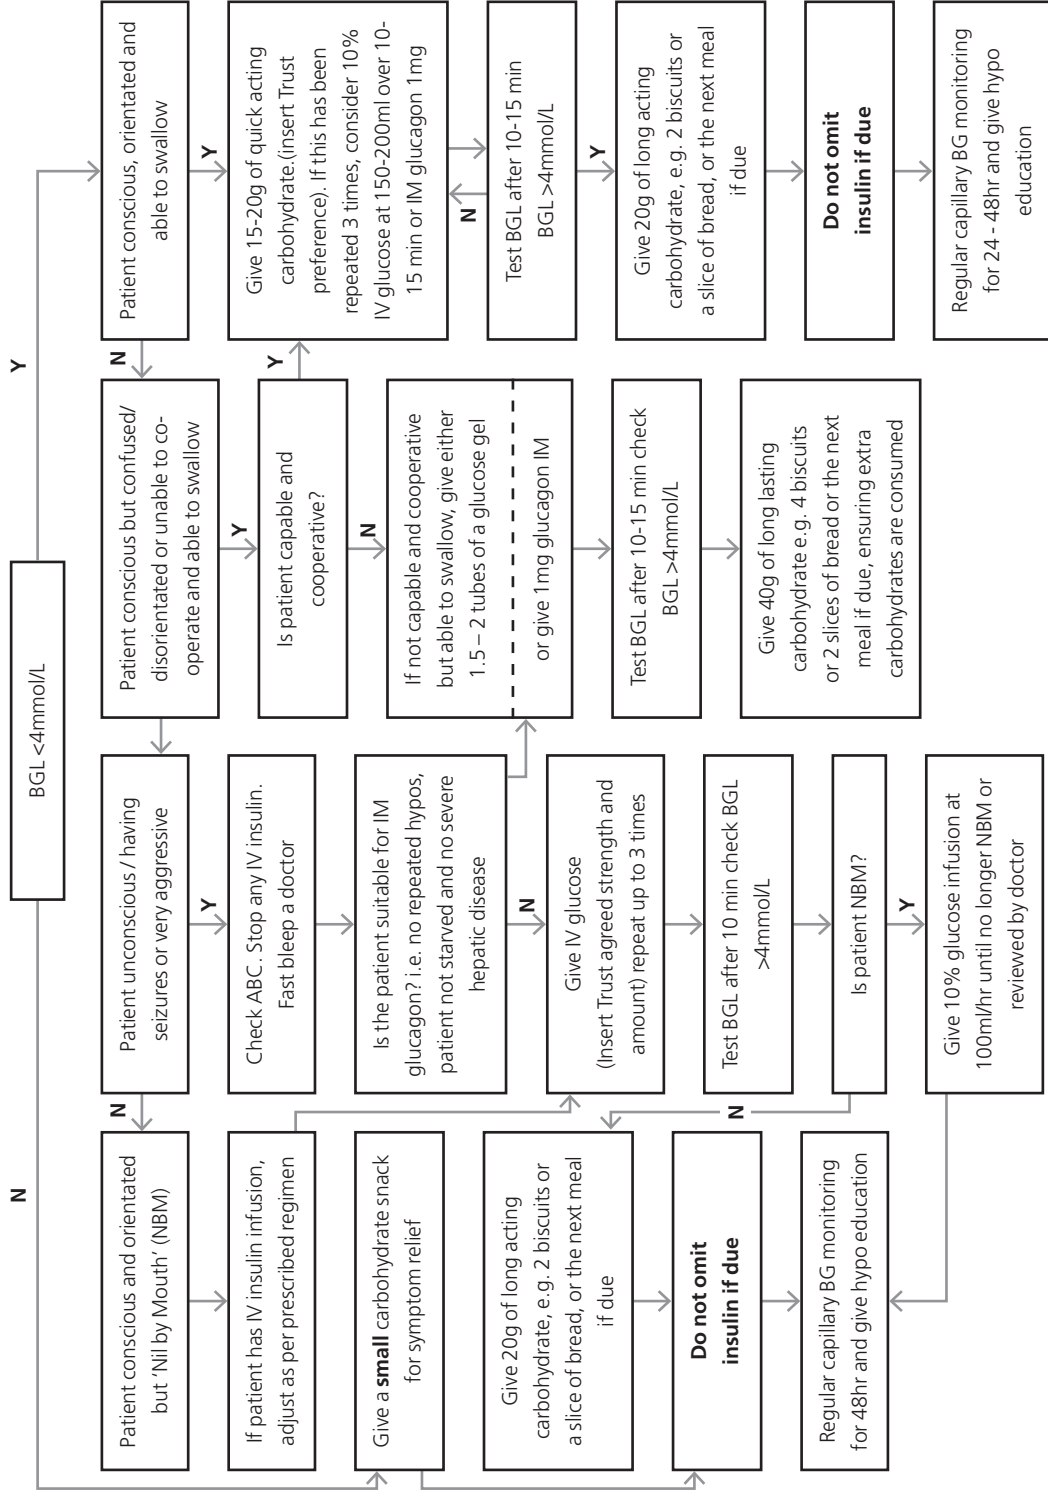 BGL <4mmol/L
N
Y
Patient conscious, orientated and
able to swallow
Y
Give 15-20g of quick acting
carbohydrate.(insert Trust
preference). If this has been
repeated 3 times, consider 10%
IV glucose at 150-200ml over 10-
15 min or IM glucagon 1mg
N
Test BGL after 10-15 min
BGL >4mmol/L
Y
Give 20g of long acting
carbohydrate, e.g. 2 biscuits or
a slice of bread, or the next meal
if due
Do not omit
insulin if due
Regular capillary BG monitoring
for 24 - 48hr and give hypo
education
N
Patient conscious but confused/
disorientated or unable to co-
operate and able to swallow
Y
Is patient capable and
cooperative?
Y
N
If not capable and cooperative
but able to swallow, give either
1.5 – 2 tubes of a glucose gel
or give 1mg glucagon IM
Test BGL after 10-15 min check
BGL >4mmol/L
Give 40g of long lasting
carbohydrate e.g. 4 biscuits
or 2 slices of bread or the next
meal if due, ensuring extra
carbohydrates are consumed
Patient unconscious / having
seizures or very aggressive
Y
Check ABC. Stop any IV insulin.
Fast bleep a doctor
Is the patient suitable for IM
glucagon? i.e. no repeated hypos,
patient not starved and no severe
hepatic disease
N
Give IV glucose
(Insert Trust agreed strength and
amount) repeat up to 3 times
Test BGL after 10 min check BGL
>4mmol/L
Is patient NBM?
Y
N
Give 10% glucose infusion at
100ml/hr until no longer NBM or
reviewed by doctor
N
Patient conscious and orientated
but ‘Nil by Mouth’ (NBM)
If patient has IV insulin infusion,
adjust as per prescribed regimen
Give a small carbohydrate snack
for symptom relief
Give 20g of long acting
carbohydrate, e.g. 2 biscuits or
a slice of bread, or the next meal
if due
Do not omit
insulin if due
Regular capillary BG monitoring
for 48hr and give hypo education